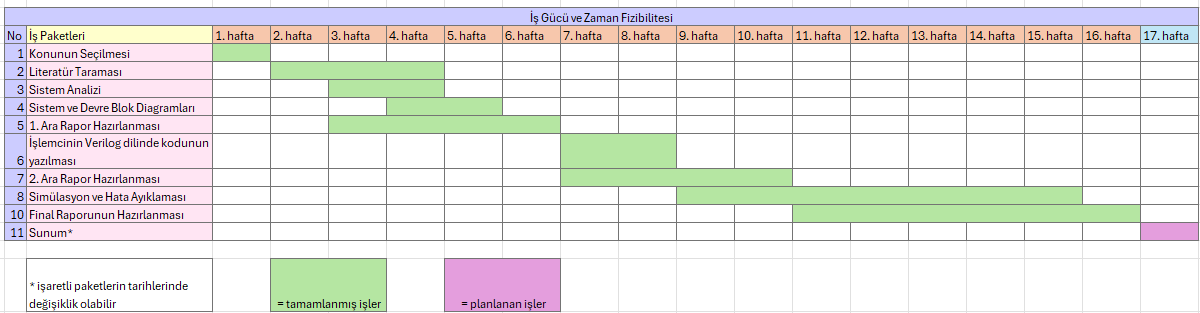 İş Gücü ve Zaman Fizibilitesi
No İş Paketleri 1. hafta 2. hafta 3. hafta 4. hafta 5. hafta 6. hafta 7. hafta 8. hafta 9. hafta 10. hafta 11. hafta 12. hafta 13. hafta 14. hafta 15. hafta 16. hafta 17. hafta
1 Konunun Seçilmesi
2 Literatür Taraması
3 Sistem Analizi
4 Sistem ve Devre Blok Diagramları
5 1. Ara Rapor Hazırlanması
İşlemcinin Verilog dilinde kodunun
6 yazılması
7 2. Ara Rapor Hazırlanması
8 Simülasyon ve Hata Ayıklaması
10 Final Raporunun Hazırlanması
11 Sunum*
* işaretli paketlerin tarihlerinde
değişiklik olabilir
= tamamlanmış işler
= planlanan işler